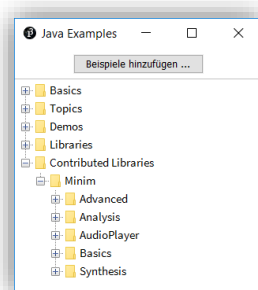 Java Examples
Beispiele hinzufügen ...
Basics
Topics
Demos
Libraries
Contributed Libraries
Minim
Advanced
Analysis
AudioPlayer
Basics
Synthesis